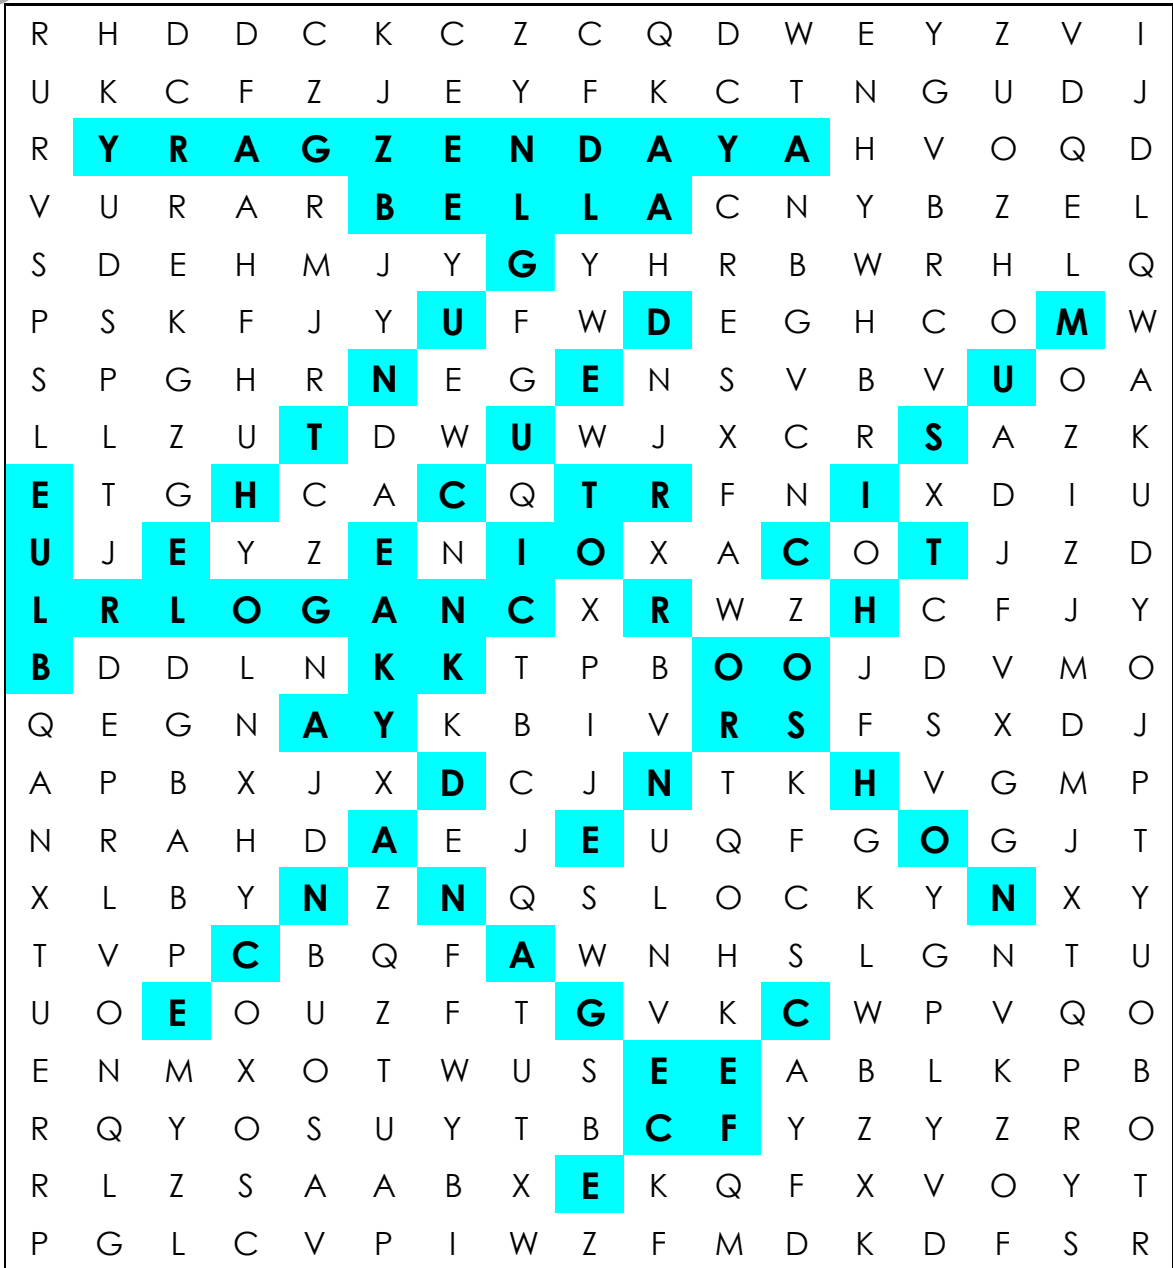 R H D D C K C Z C Q D W E Y Z V I
U K C F Z J E Y F K C T N G U D J
R Y R A G Z E N D A Y A H V O Q D
V U R A R B E L L A C N Y B Z E L
S D E H M J Y G Y H R B W R H L Q
P S K F J Y U F W D E G H C O M W
S P G H R N E G E N S V B V U O A
L L Z U T D W U W J X C R S A Z K
E T G H C A C Q T R F N I X D I U
U J E Y Z E N I O X A C O T J Z D
L R L O G A N C X R W Z H C F J Y
B D D L N K K T P B O O J D V M O
Q E G N A Y K B I V R S F S X D J
A P B X J X D C J N T K H V G M P
N R A H D A E J E U Q F G O G J T
X L B Y N Z N Q S L O C K Y N X Y
T V P C B Q F A W N H S L G N T U
U O E O U Z F T G V K C W P V Q O
E N M X O T W U S E E A B L K P B
R Q Y O S U Y T B C F Y Z Y Z R O
R L Z S A A B X E K Q F X V O Y T
P G L C V P I W Z F M D K D F S R